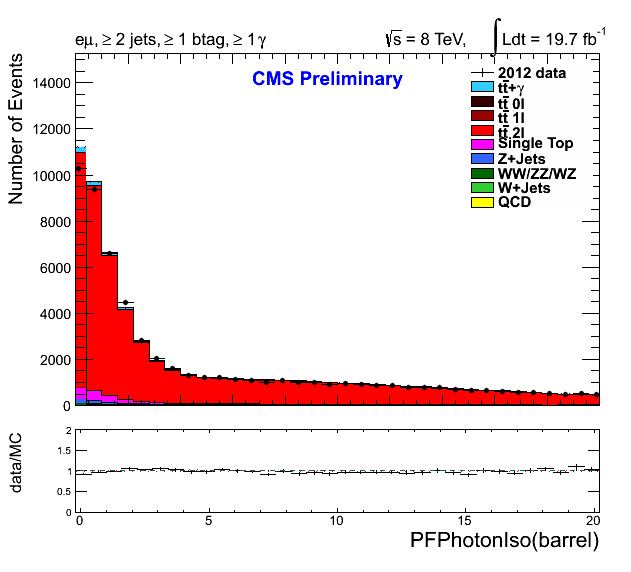 eμ, ≥ 2 jets, ≥ 1 btag, ≥ 1 γ
√s = 8 TeV, ∫ Ldt = 19.7 fb⁻¹
CMS Preliminary
2012 data
tt̄+γ
tt̄ 0l
tt̄ 1l
tt̄ 2l
Single Top
Z+Jets
WW/ZZ/WZ
W+Jets
QCD
Number of Events
14000
12000
10000
8000
6000
4000
2000
0
data/MC
2
1.5
1
0.5
0
0 5 10 15 20
PFPhotonIso(barrel)